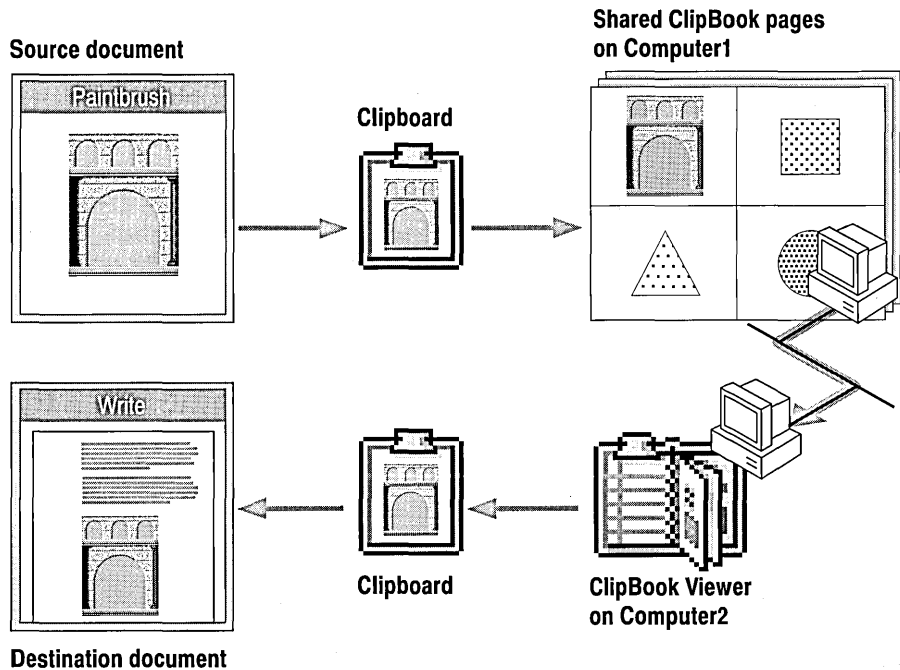 Source document
Paintbrush
Clipboard
Shared ClipBook pages
on Computer1
Write
Destination document
Clipboard
ClipBook Viewer
on Computer2